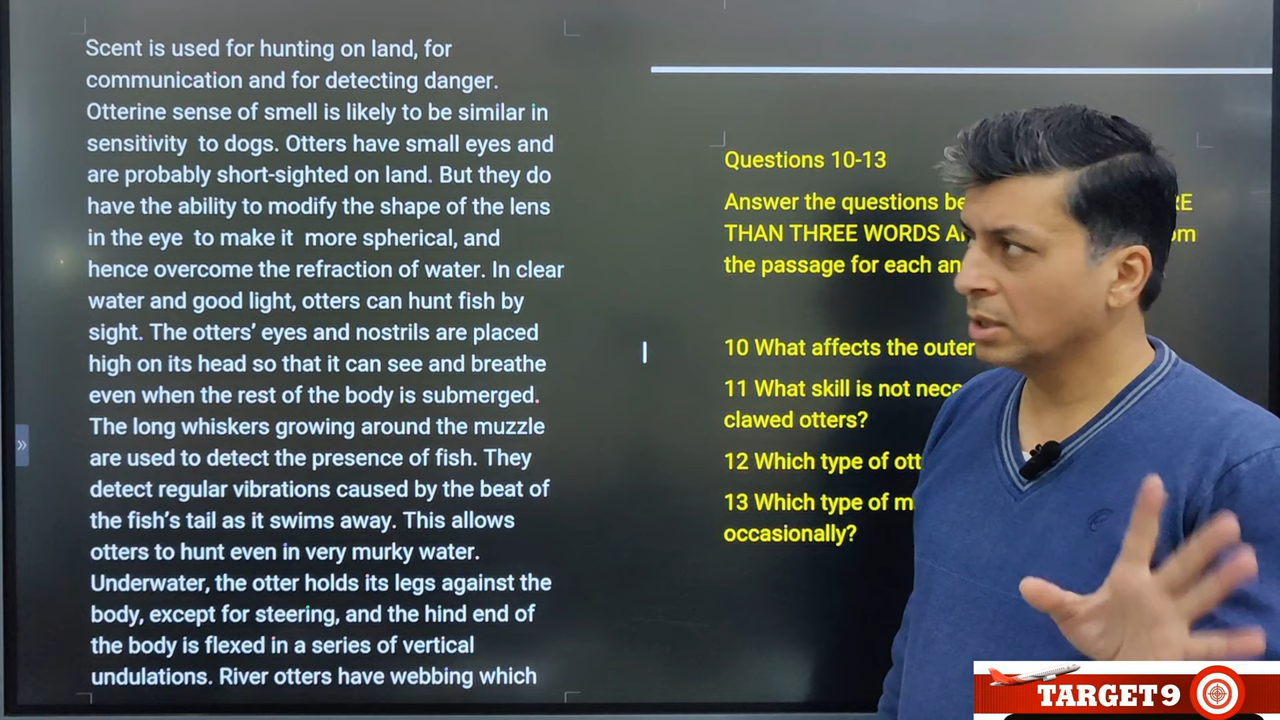 Scent is used for hunting on land, for
communication and for detecting danger.
Otterine sense of smell is likely to be similar in
sensitivity to dogs. Otters have small eyes and
are probably short-sighted on land. But they do
have the ability to modify the shape of the lens
in the eye to make it more spherical, and
hence overcome the refraction of water. In clear
water and good light, otters can hunt fish by
sight. The otters’ eyes and nostrils are placed
high on its head so that it can see and breathe
even when the rest of the body is submerged.
The long whiskers growing around the muzzle
are used to detect the presence of fish. They
detect regular vibrations caused by the beat of
the fish’s tail as it swims away. This allows
otters to hunt even in very murky water.
Underwater, the otter holds its legs against the
body, except for steering, and the hind end of
the body is flexed in a series of vertical
undulations. River otters have webbing which
Questions 10-13
Answer the questions
THAN THREE WORDS
the passage for each
10 What affects the outer
11 What skill is not
clawed otters?
12 Which type of
13 Which type of
occasionally?
TARGET 9